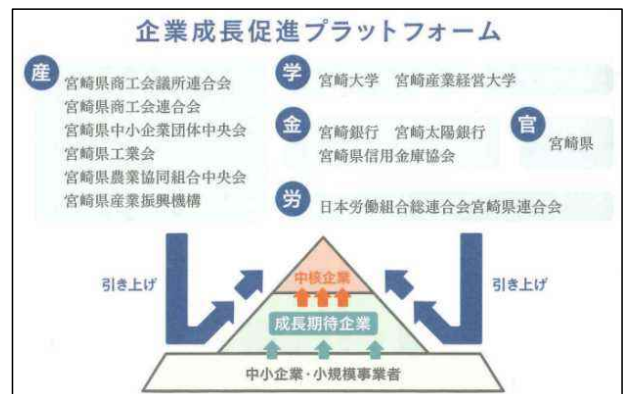 企業成長促進プラットフォーム
産
宮崎県商工会議所連合会
宮崎県商工会連合会
宮崎県中小企業団体中央会
宮崎県工業会
宮崎県農業協同組合中央会
宮崎県産業振興機構
学
宮崎大学 宮崎産業経営大学
金
宮崎銀行 宮崎太陽銀行
宮崎県信用金庫協会
官
宮崎県
労
日本労働組合総連合会宮崎県連合会
引き上げ
中核企業
引き上げ
成長期待企業
中小企業・小規模事業者